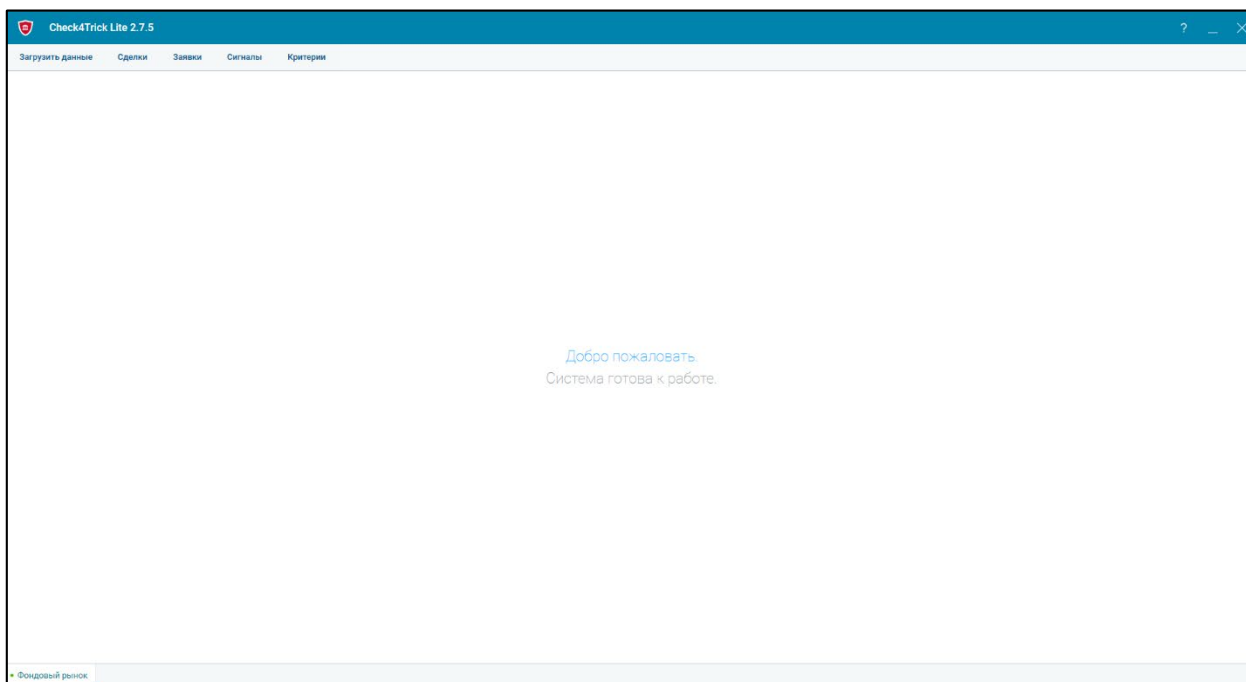 Check4Trick Lite 2.7.5
?
Загрузить данные Сделки Заявки Сигналы Критерии
Добро пожаловать.
Система готова к работе.
Фондовый рынок